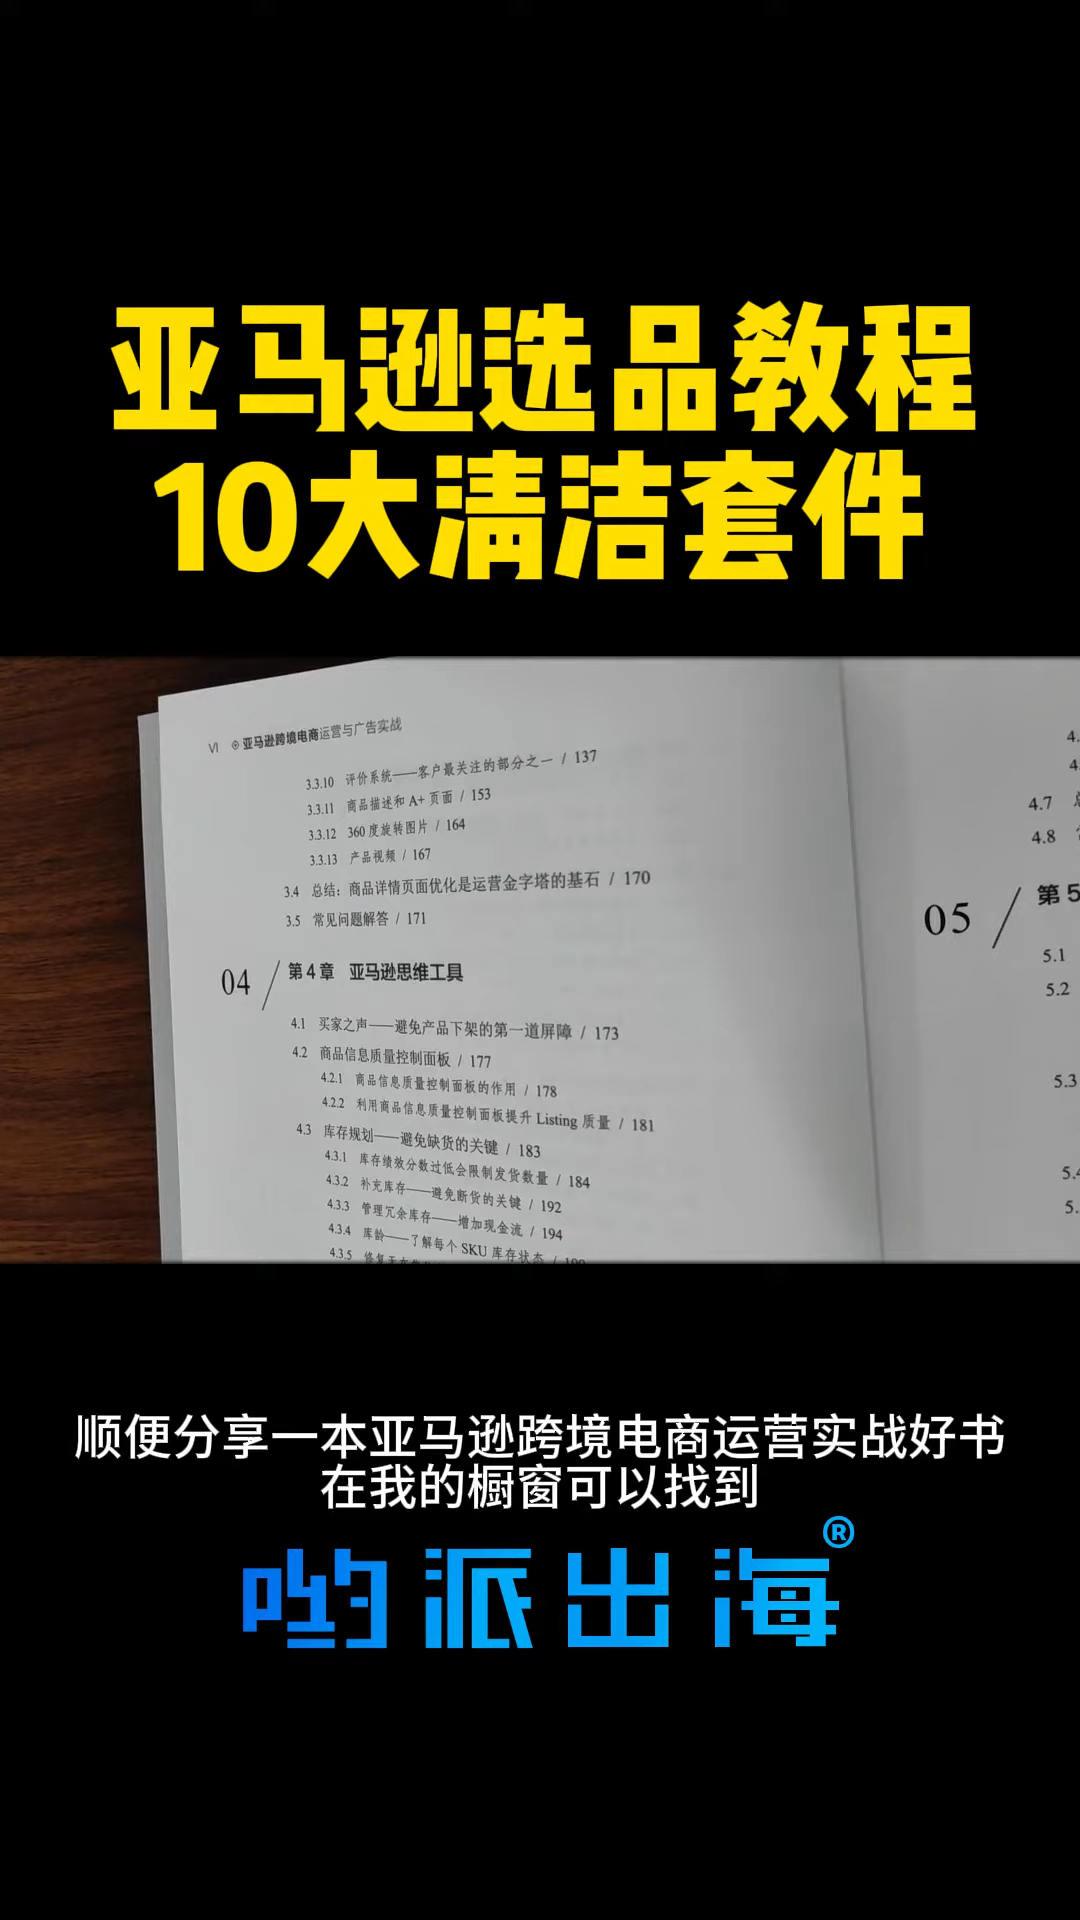 亚马逊选品教程
10大清洁套件
VI 亚马逊跨境电商运营与广告实战
3.3.10 评价系统——客户最关注的部分之一 / 137
3.3.11 商品描述和 A+ 页面 / 153
3.3.12 360 度旋转图片 / 164
3.3.13 产品视频 / 167
3.4 总结：商品详情页面优化是运营金字塔的基石 / 170
3.5 常见问题解答 / 171
04 / 第 4 章 亚马逊思维工具
4.1 买家之声——避免产品下架的第一道屏障 / 173
4.2 商品信息质量控制面板 / 177
4.2.1 商品信息质量控制面板的作用 / 178
4.2.2 利用商品信息质量控制面板提升 Listing 质量 / 181
4.3 库存规划——避免缺货的关键 / 183
4.3.1 库存绩效分数过低会限制发货数量 / 184
4.3.2 补充库存——避免断货的关键 / 192
4.3.3 管理冗余库存——增加现金流 / 194
4.3.4 库龄——了解每个 SKU 库存状态 /
4.3.5
4.
4.
4.7
4.8
05 / 第 5
5.1
5.2
5.3
5.4
5.
顺便分享一本亚马逊跨境电商运营实战好书
在我的橱窗可以找到
哟派出海®